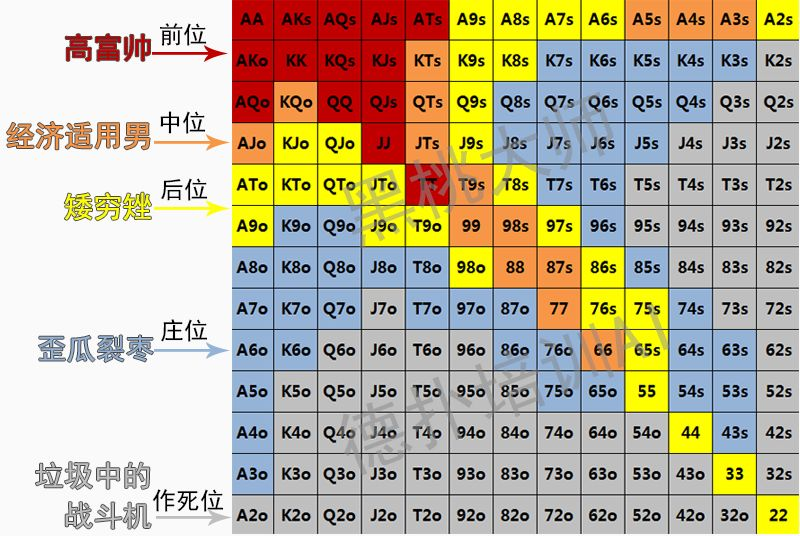 高富帅 前位
经济适用男 中位
矮穷矬 后位
歪瓜裂枣 庄位
垃圾中的
战斗机 作死位
AA AKs AQs AJs ATs A9s A8s A7s A6s A5s A4s A3s A2s
AKo KK KQs KJs KTs K9s K8s K7s K6s K5s K4s K3s K2s
AQo KQo QQ QJs QTs Q9s Q8s Q7s Q6s Q5s Q4s Q3s Q2s
AJo KJo QJo JJ JTs J9s J8s J7s J6s J5s J4s J3s J2s
ATo KTo QTo JTo TT T9s T8s T7s T6s T5s T4s T3s T2s
A9o K9o Q9o J9o T9o 99 98s 97s 96s 95s 94s 93s 92s
A8o K8o Q8o J8o T8o 98o 88 87s 86s 85s 84s 83s 82s
A7o K7o Q7o J7o T7o 97o 87o 77 76s 75s 74s 73s 72s
A6o K6o Q6o J6o T6o 96o 86o 76o 66 65s 64s 63s 62s
A5o K5o Q5o J5o T5o 95o 85o 75o 65o 55 54s 53s 52s
A4o K4o Q4o J4o T4o 94o 84o 74o 64o 54o 44 43s 42s
A3o K3o Q3o J3o T3o 93o 83o 73o 63o 53o 43o 33 32s
A2o K2o Q2o J2o T2o 92o 82o 72o 62o 52o 42o 32o 22
黑桃大师
德扑培训AI